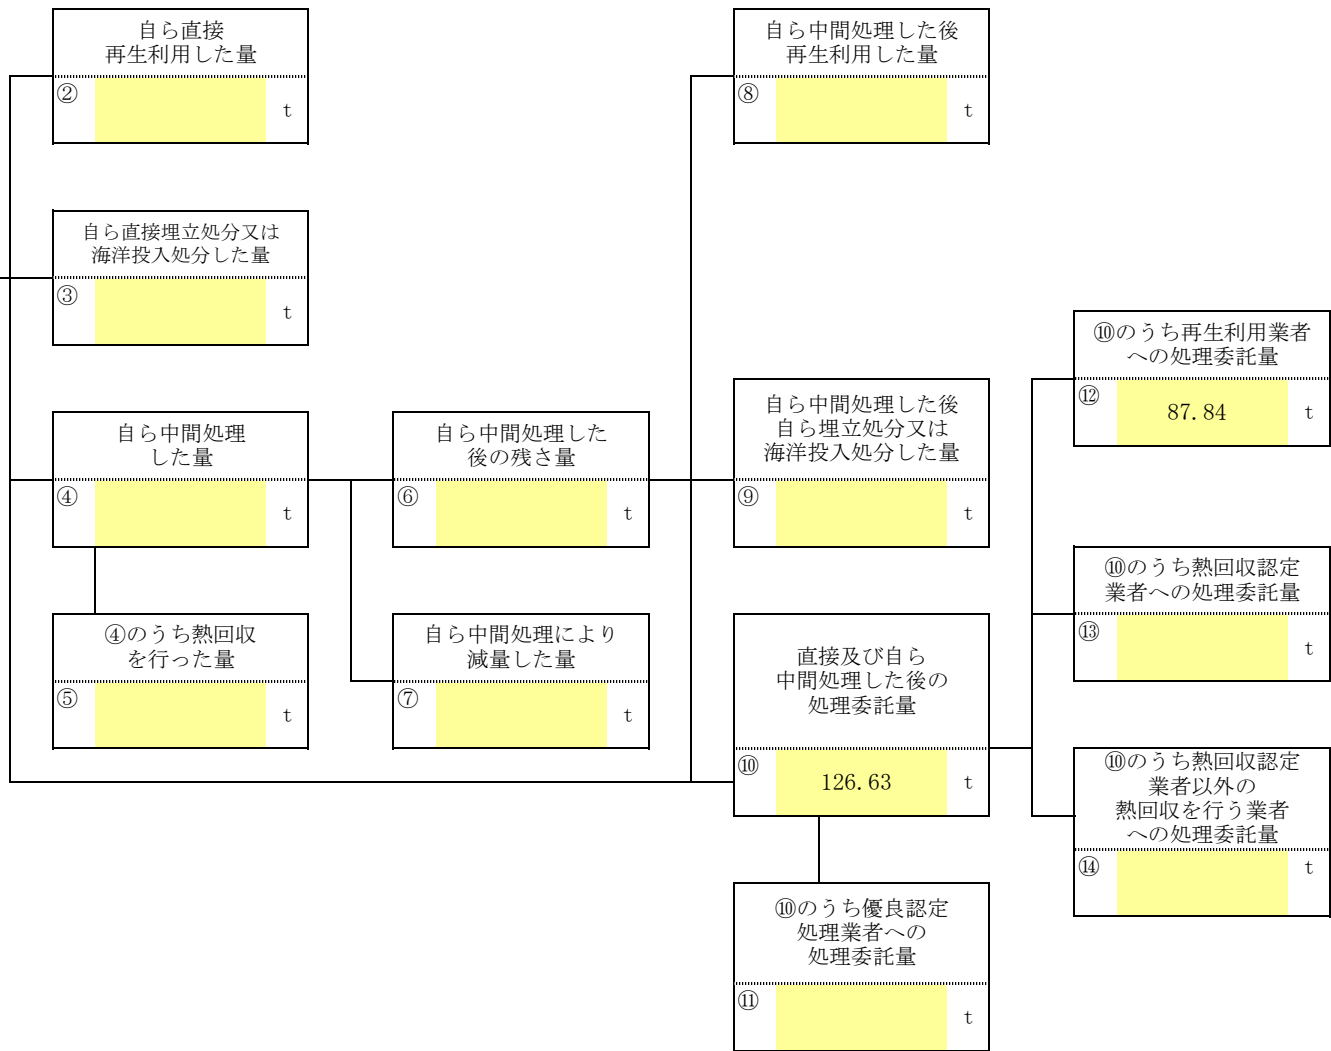 自ら直接
再生利用した量
②
t
自ら中間処理した後
再生利用した量
⑧
t
自ら直接埋立処分又は
海洋投入処分した量
③
t
⑩のうち再生利用業者
への処理委託量
⑫
87.84
t
自ら中間処理
した量
④
t
自ら中間処理した
後の残さ量
⑥
t
自ら中間処理した後
自ら埋立処分又は
海洋投入処分した量
⑨
t
⑩のうち熱回収認定
業者への処理委託量
⑬
t
④のうち熱回収
を行った量
⑤
t
自ら中間処理により
減量した量
⑦
t
直接及び自ら
中間処理した後の
処理委託量
⑩
126.63
t
⑩のうち熱回収認定
業者以外の
熱回収を行う業者
への処理委託量
⑭
t
⑩のうち優良認定
処理業者への
処理委託量
⑪
t